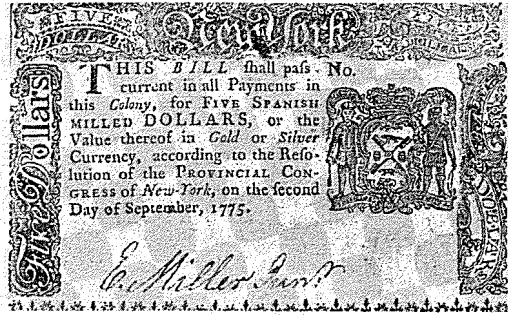 FIVE
DOLLARS
New York
Five Dollars
THIS BILL shall pass No.
current in all Payments in
this Colony, for FIVE SPANISH
MILLED DOLLARS, or the
Value thereof in Gold or Silver
Currency, according to the Reso-
lution of the PROVINCIAL CON-
GRESS of New-York, on the second
Day of September, 1775.
E. Miller Junr